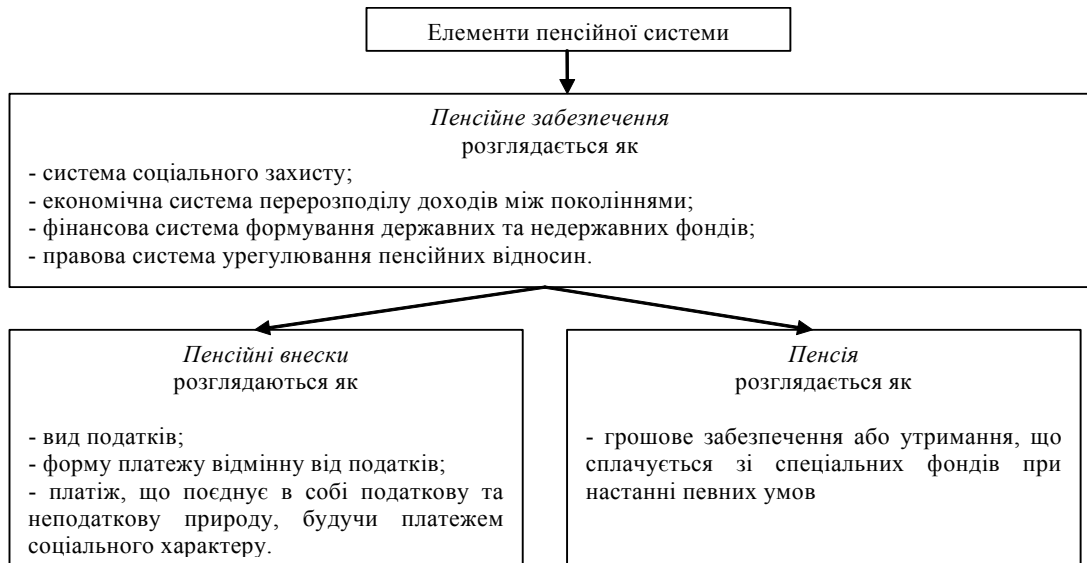 Елементи пенсійної системи
Пенсійне забезпечення
розглядається як
- система соціального захисту;
- економічна система перерозподілу доходів між поколіннями;
- фінансова система формування державних та недержавних фондів;
- правова система урегулювання пенсійних відносин.
Пенсійні внески
розглядаються як
- вид податків;
- форму платежу відмінну від податків;
- платіж, що поєднує в собі податкову та
неподаткову природу, будучи платежем
соціального характеру.
Пенсія
розглядається як
- грошове забезпечення або утримання, що
сплачується зі спеціальних фондів при
настанні певних умов